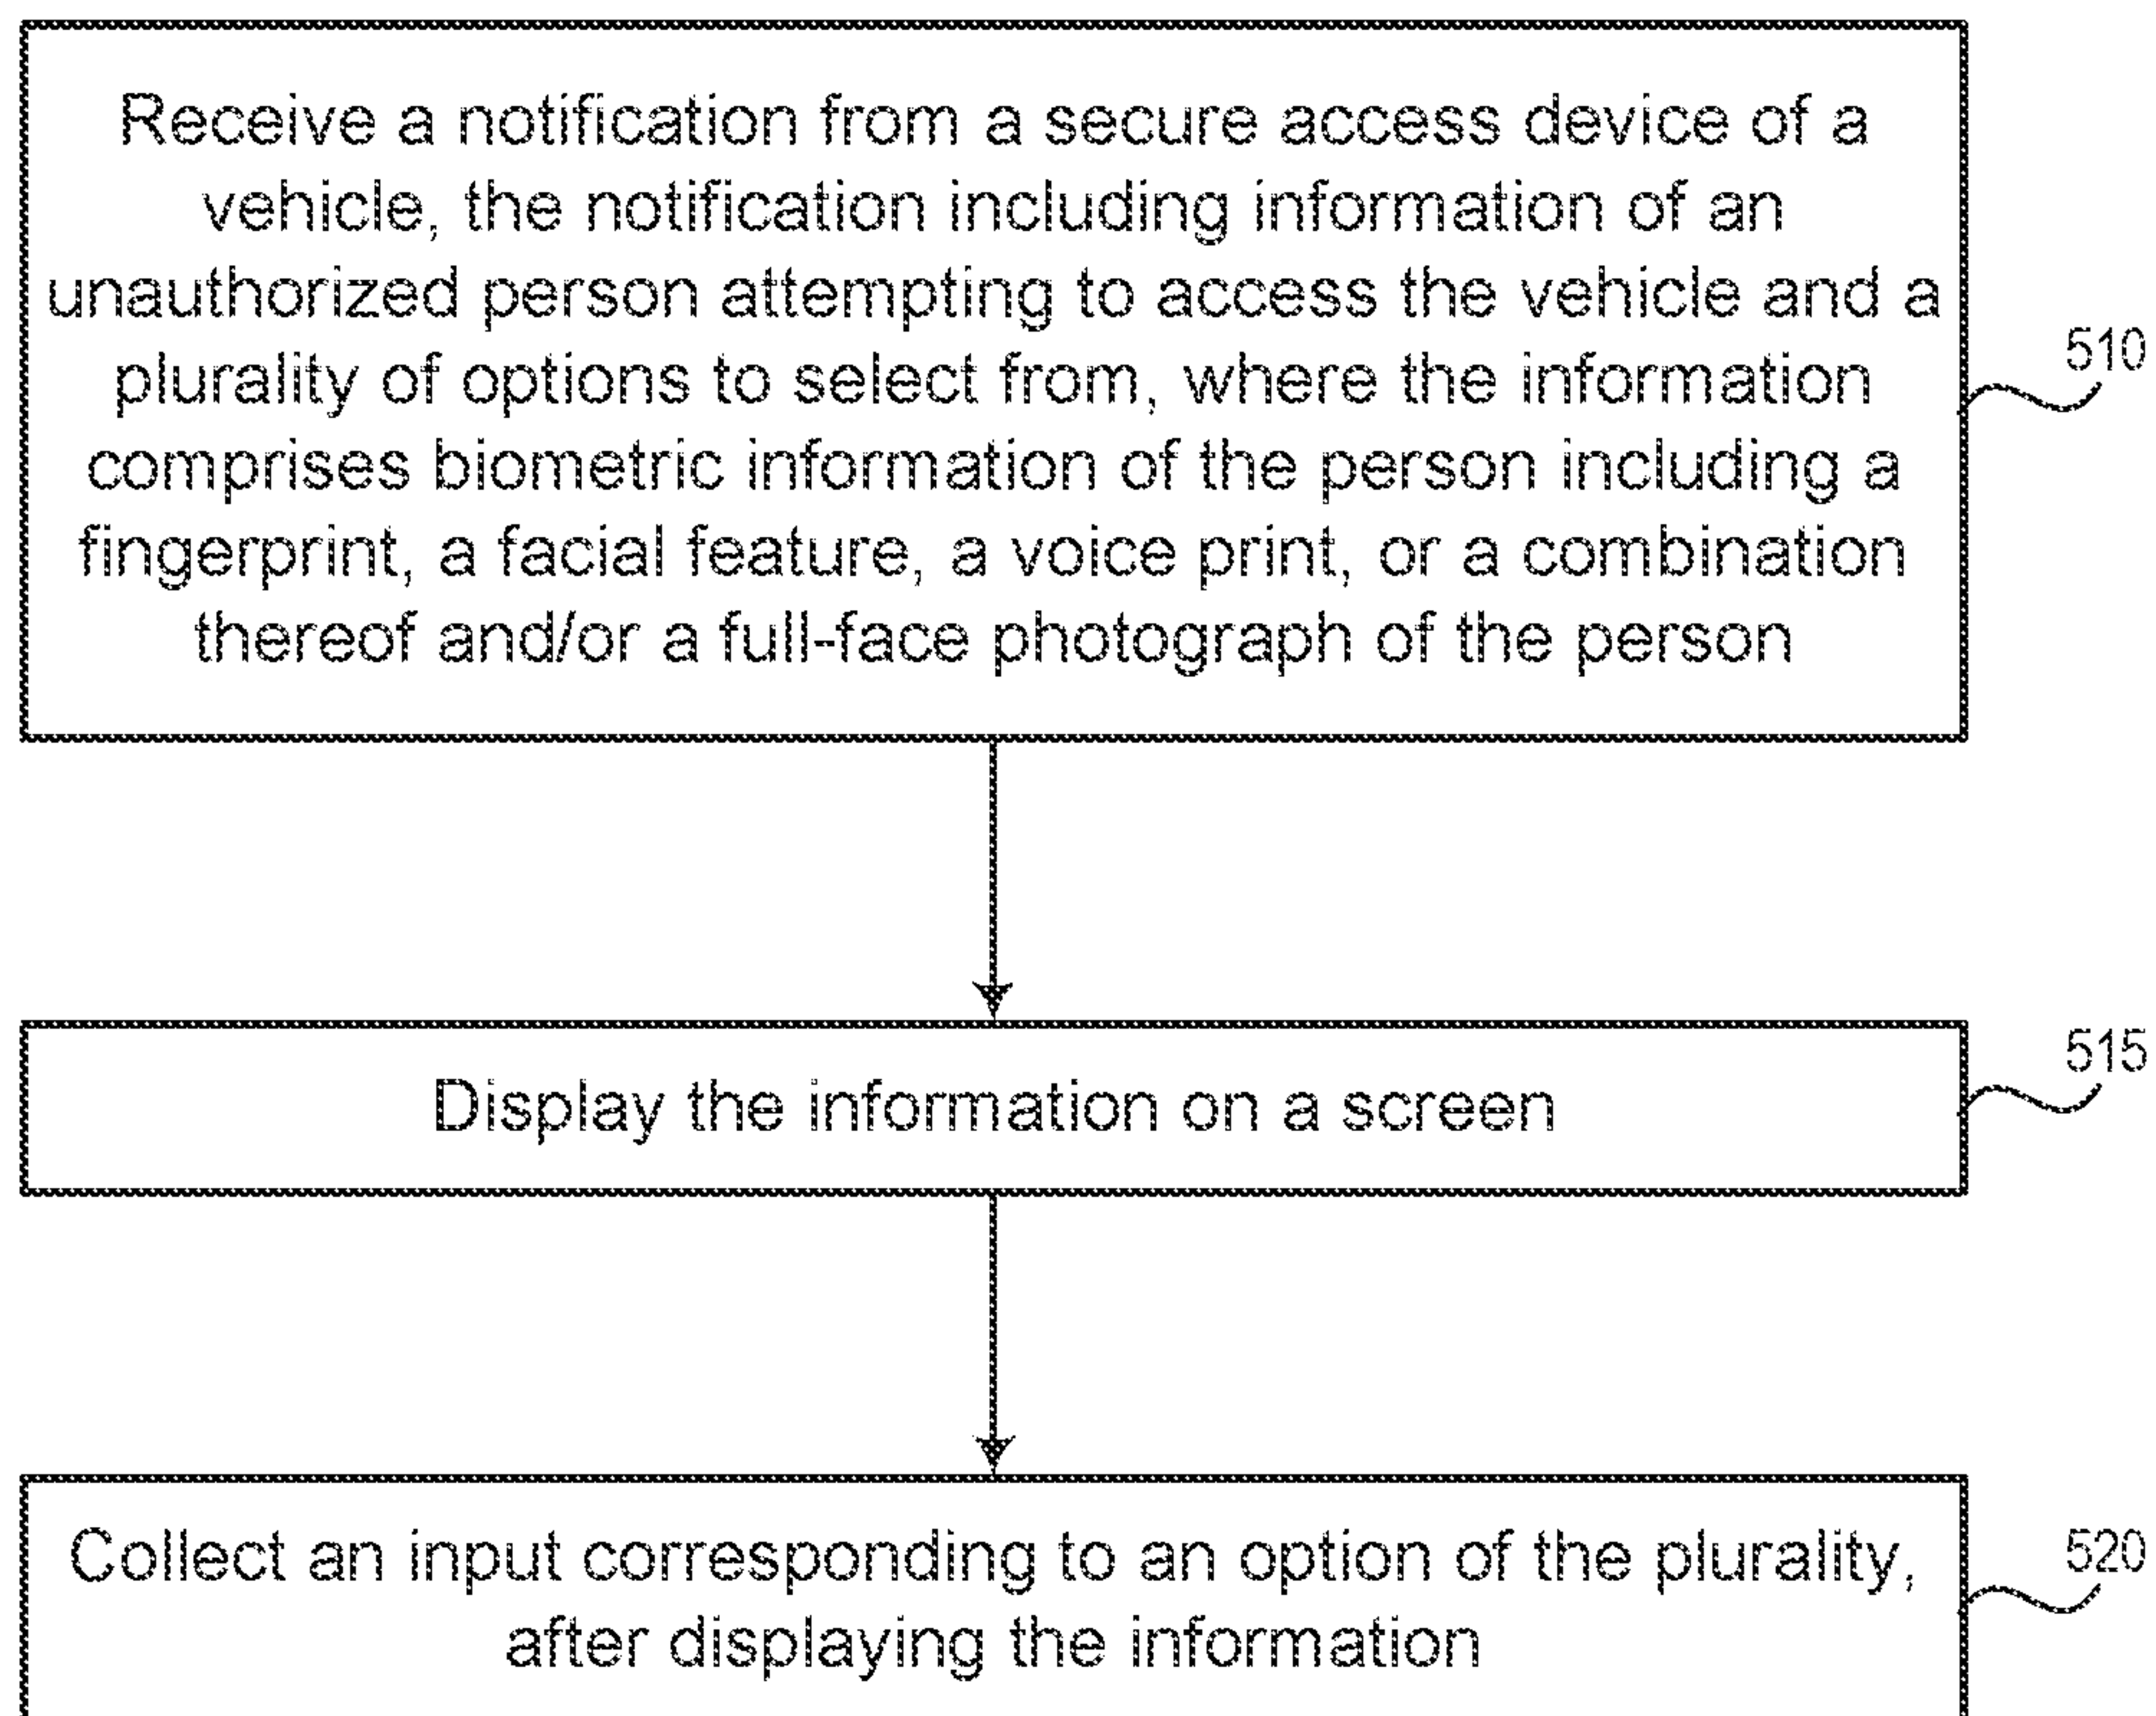 Receive a notification from a secure access device of a
vehicle, the notification including information of an
unauthorized person attempting to access the vehicle and a
plurality of options to select from, where the information
comprises biometric information of the person including a
fingerprint, a facial feature, a voice print, or a combination
thereof and/or a full-face photograph of the person
510
Display the information on a screen
515
Collect an input corresponding to an option of the plurality,
after displaying the information
520